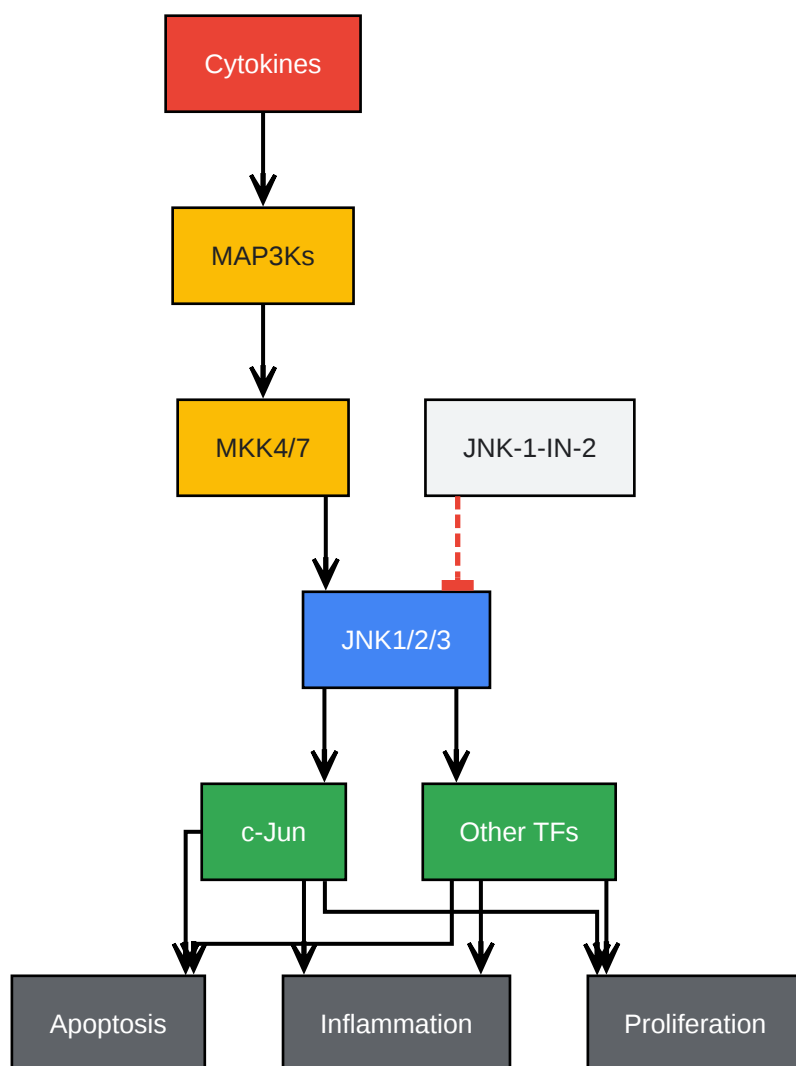 Cytokines
MAP3Ks
MKK4/7
JNK-1-IN-2
JNK1/2/3
c-Jun
Other TFs
Apoptosis
Inflammation
Proliferation